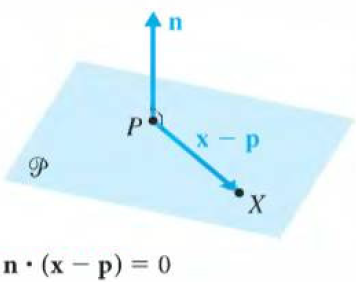 n
P
x − p
𝒫
X
n • (x − p) = 0